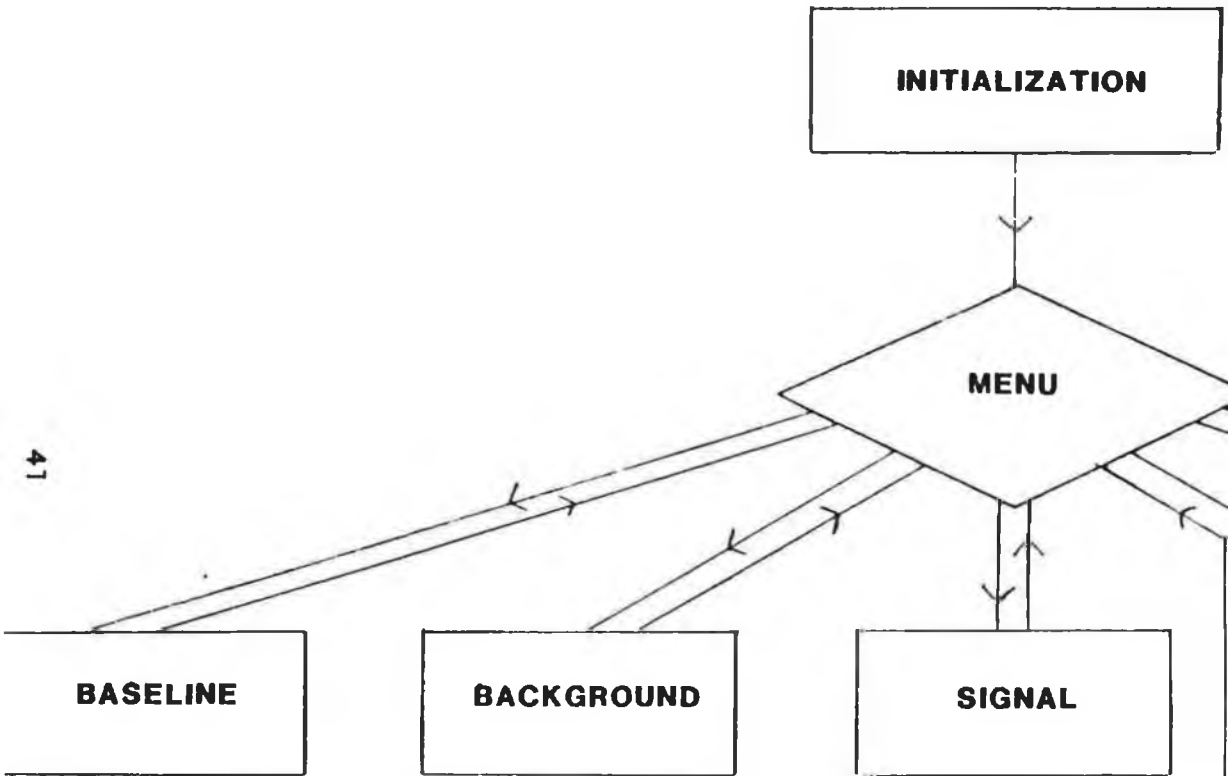 INITIALIZATION
MENU
41
BASELINE
BACKGROUND
SIGNAL